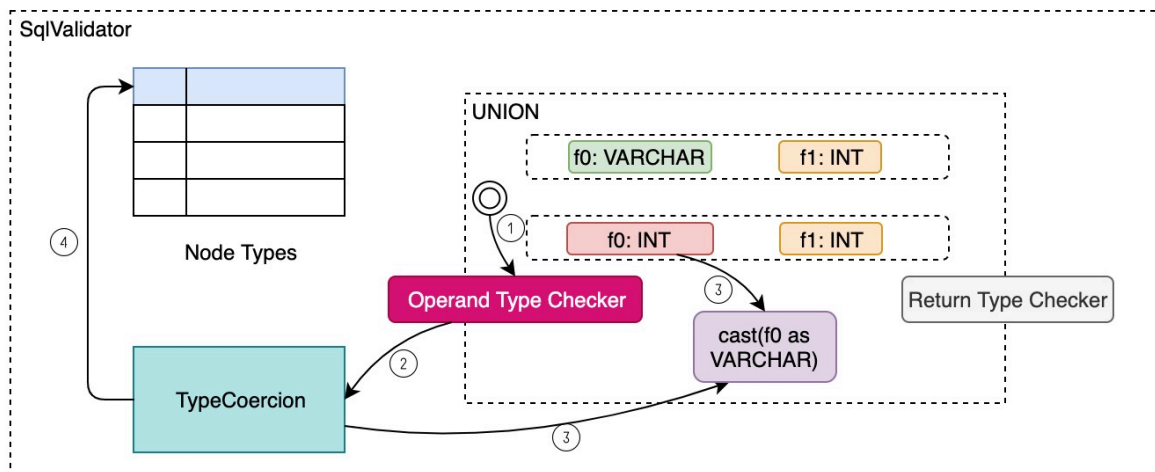 SqlValidator
UNION
f0: VARCHAR
f1: INT
1
f0: INT
f1: INT
4
Node Types
3
Operand Type Checker
Return Type Checker
2
cast(f0 as
VARCHAR)
TypeCoercion
3